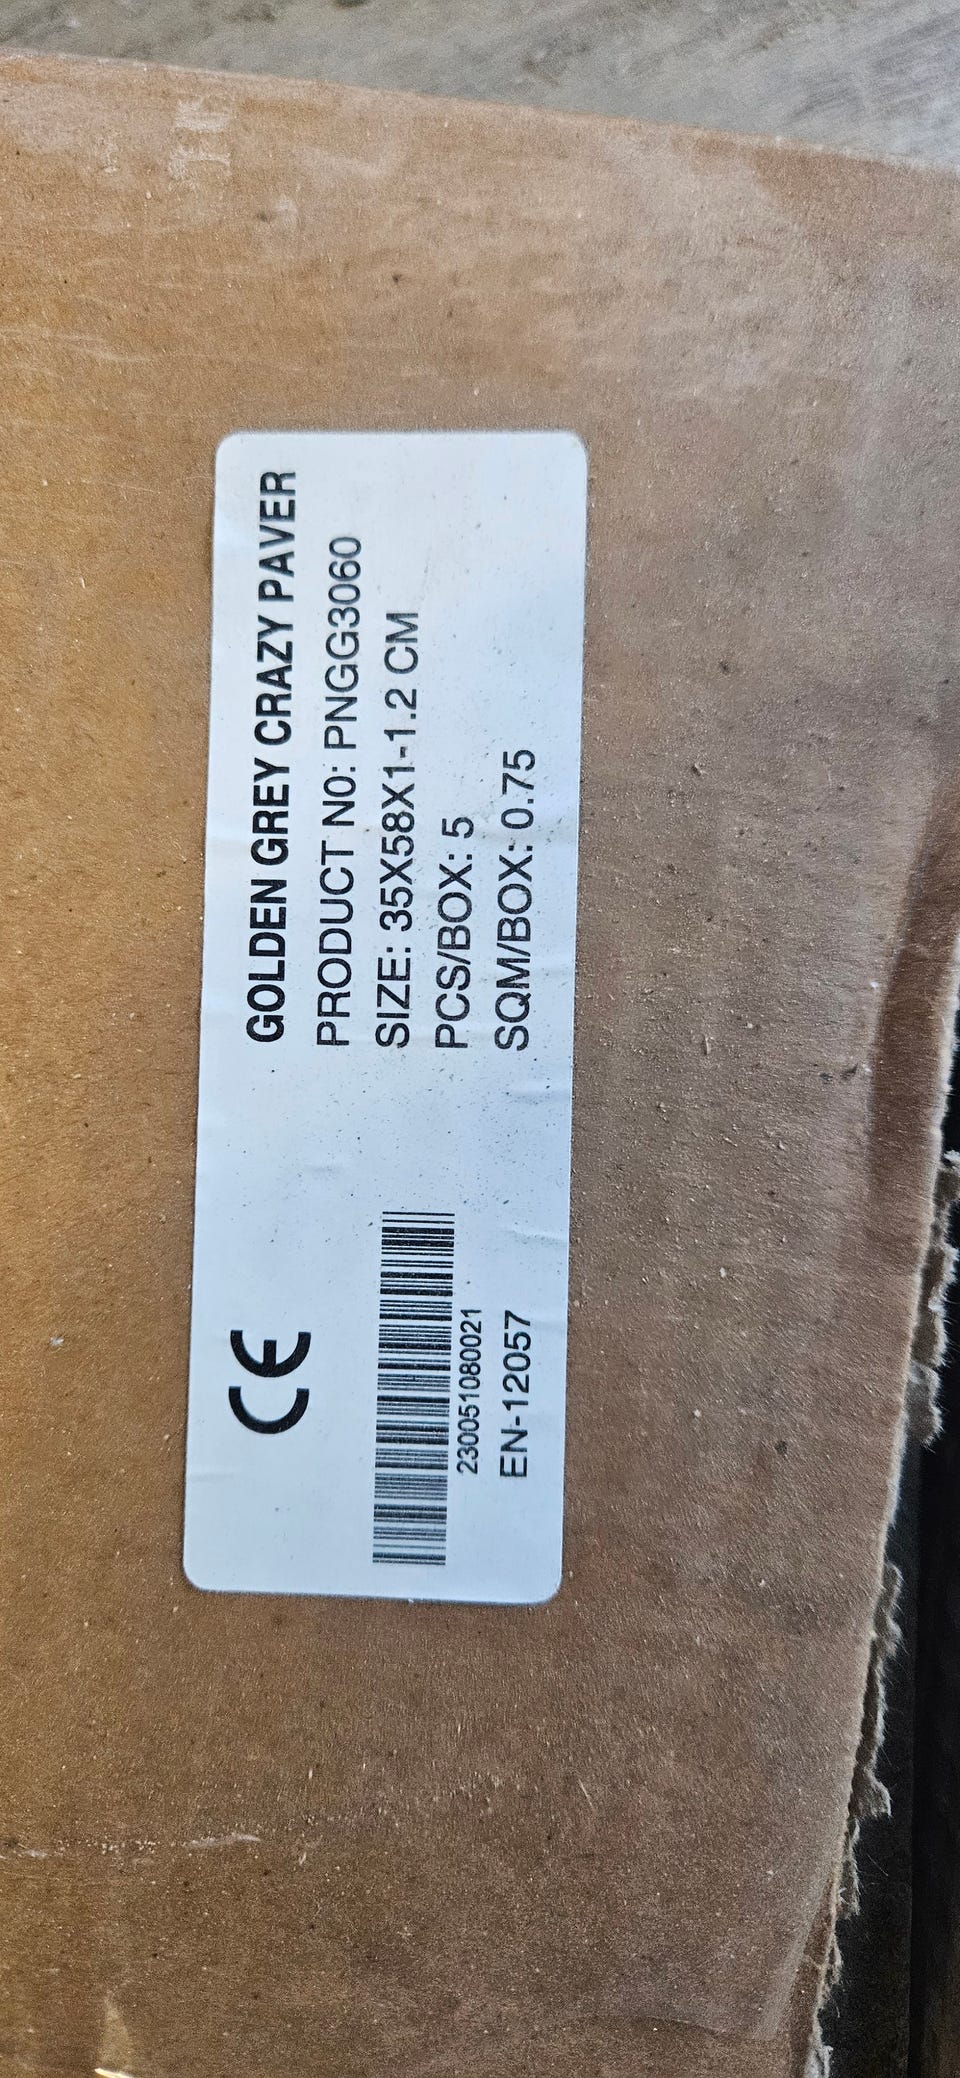 GOLDEN GREY CRAZY PAVER
PRODUCT N0: PNGG3060
SIZE: 35X58X1-1.2 CM
PCS/BOX: 5
SQM/BOX: 0.75
CE
230051080021
EN-12057